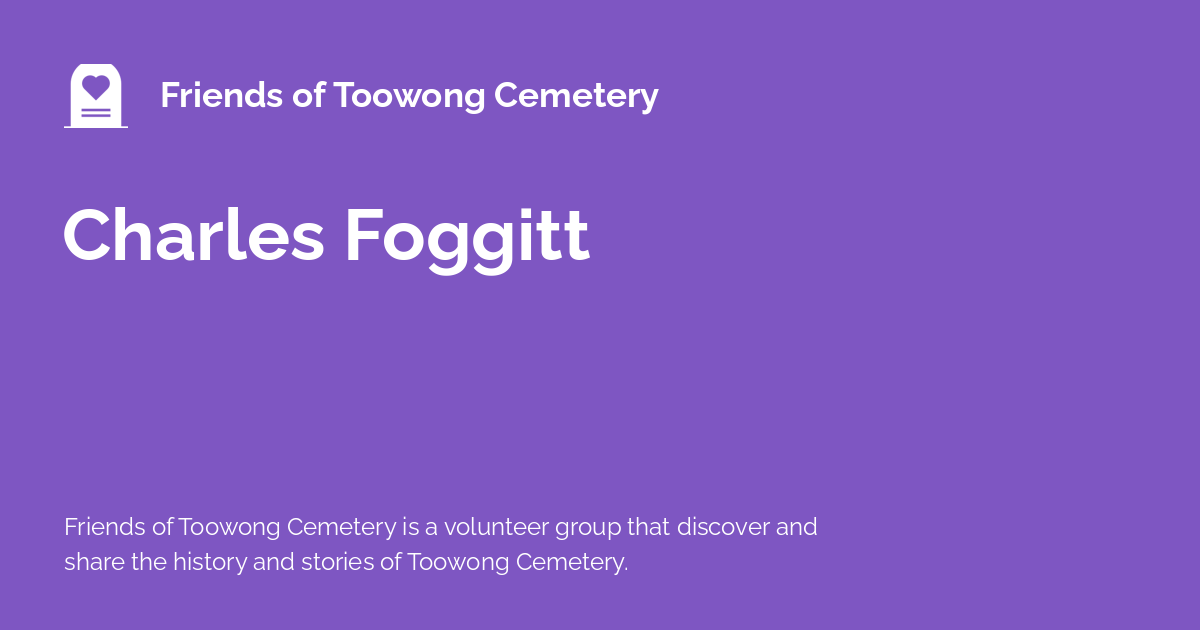 Friends of Toowong Cemetery
Charles Foggitt
Friends of Toowong Cemetery is a volunteer group that discover and
share the history and stories of Toowong Cemetery.